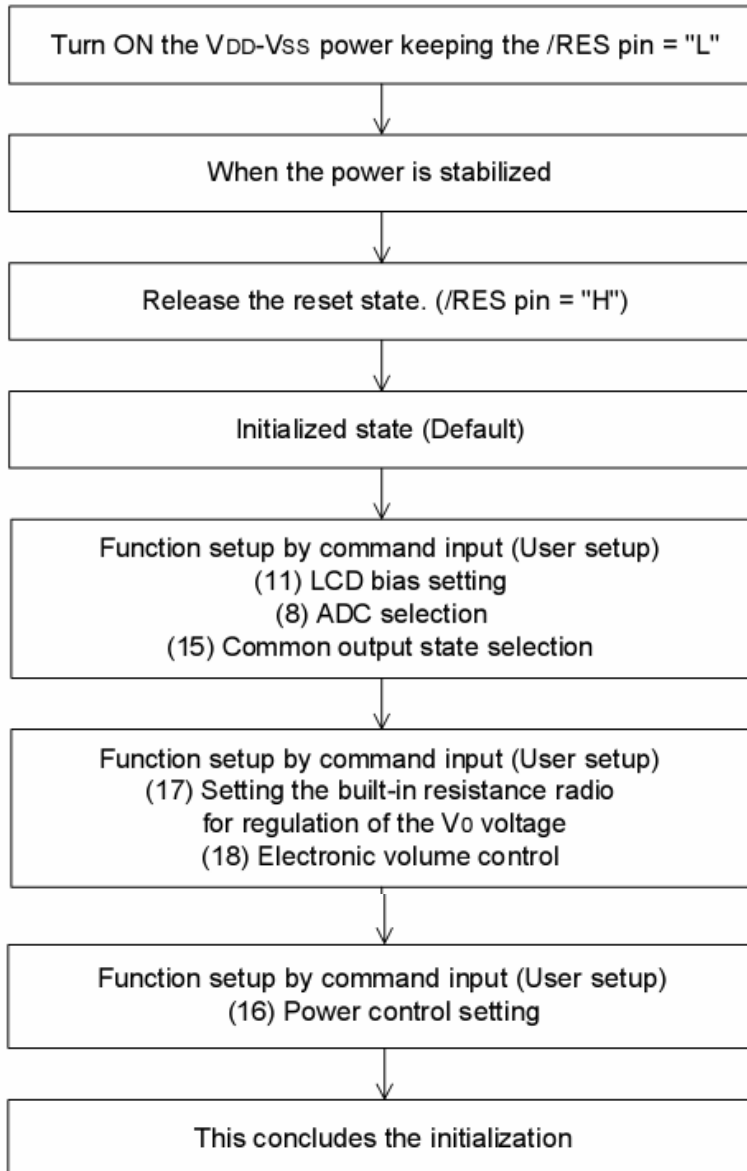 Turn ON the VDD-VSS power keeping the /RES pin = "L"
When the power is stabilized
Release the reset state. (/RES pin = "H")
Initialized state (Default)
Function setup by command input (User setup)
(11) LCD bias setting
(8) ADC selection
(15) Common output state selection
Function setup by command input (User setup)
(17) Setting the built-in resistance radio
for regulation of the V0 voltage
(18) Electronic volume control
Function setup by command input (User setup)
(16) Power control setting
This concludes the initialization